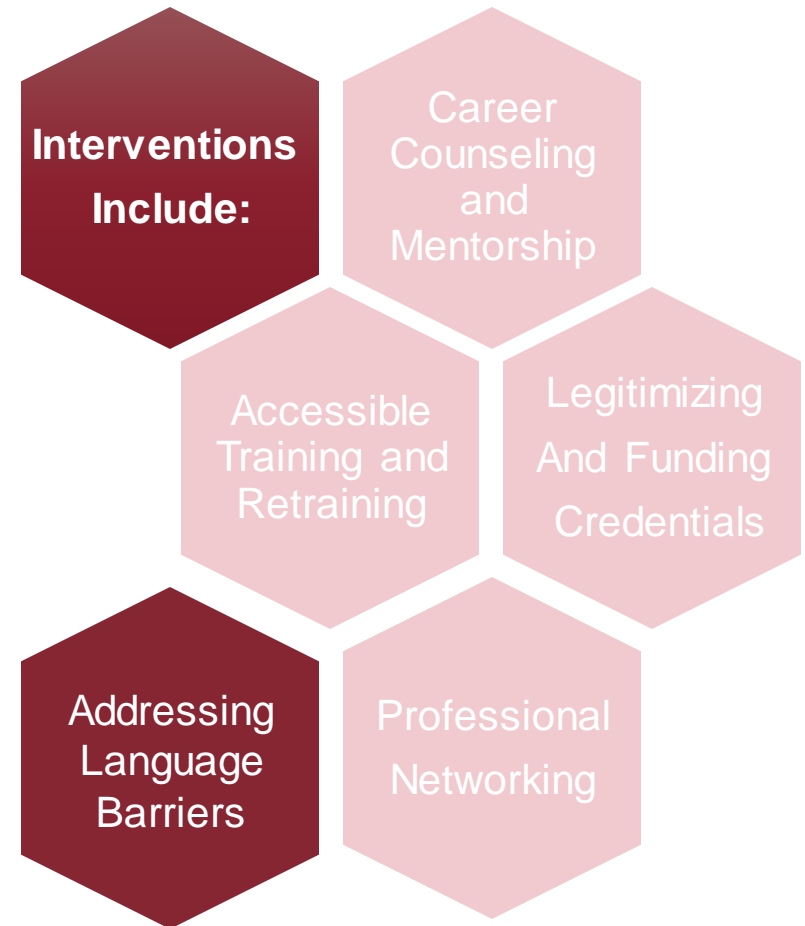 Interventions
Include:
Career
Counseling
and
Mentorship
Accessible
Training and
Retraining
Legitimizing
And Funding
Credentials
Addressing
Language
Barriers
Professional
Networking